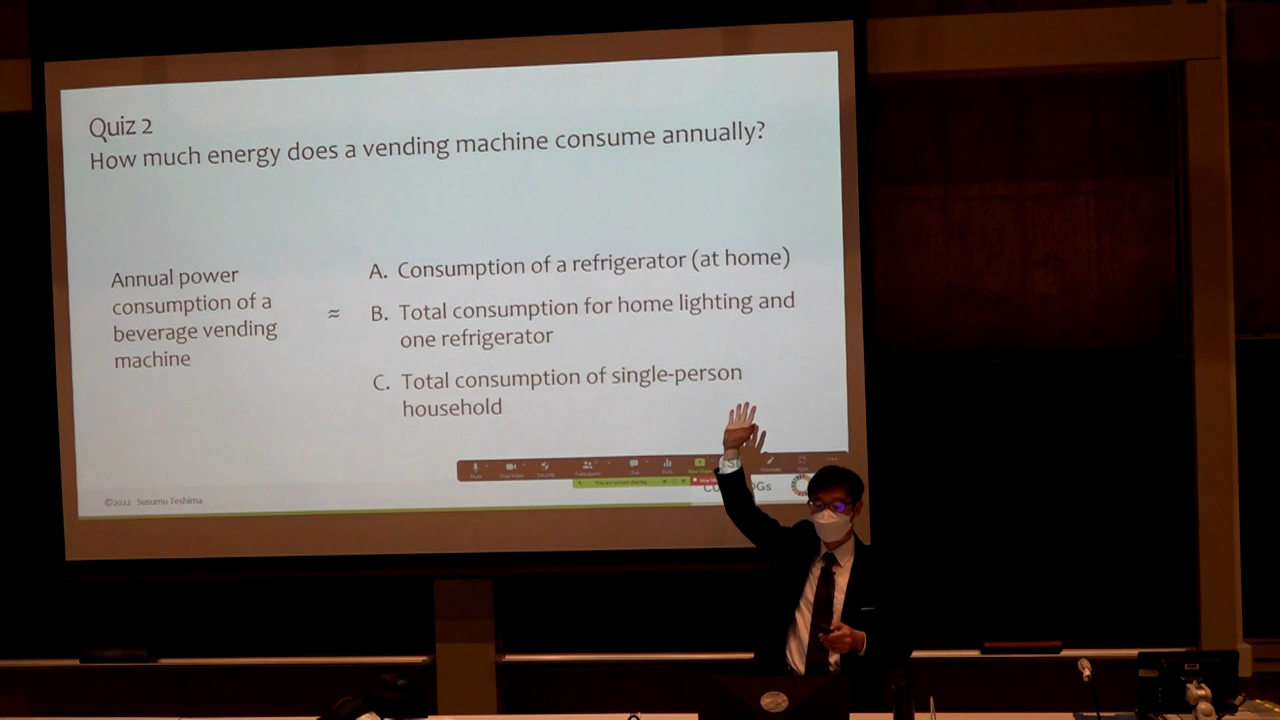 Quiz 2
How much energy does a vending machine consume annually?
Annual power
consumption of a
beverage vending
machine
≈
A. Consumption of a refrigerator (at home)
B. Total consumption for home lighting and
one refrigerator
C. Total consumption of single-person
household
©2022 Susumu Teshima